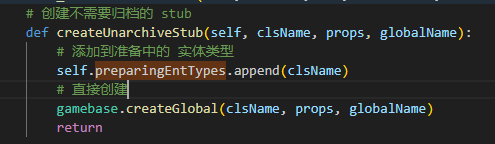 # 创建不需要归档的 stub
def createUnarchiveStub(self, clsName, props, globalName):
# 添加到准备中的 实体类型
self.preparingEntTypes.append(clsName)
# 直接创建
gamebase.createGlobal(clsName, props, globalName)
return